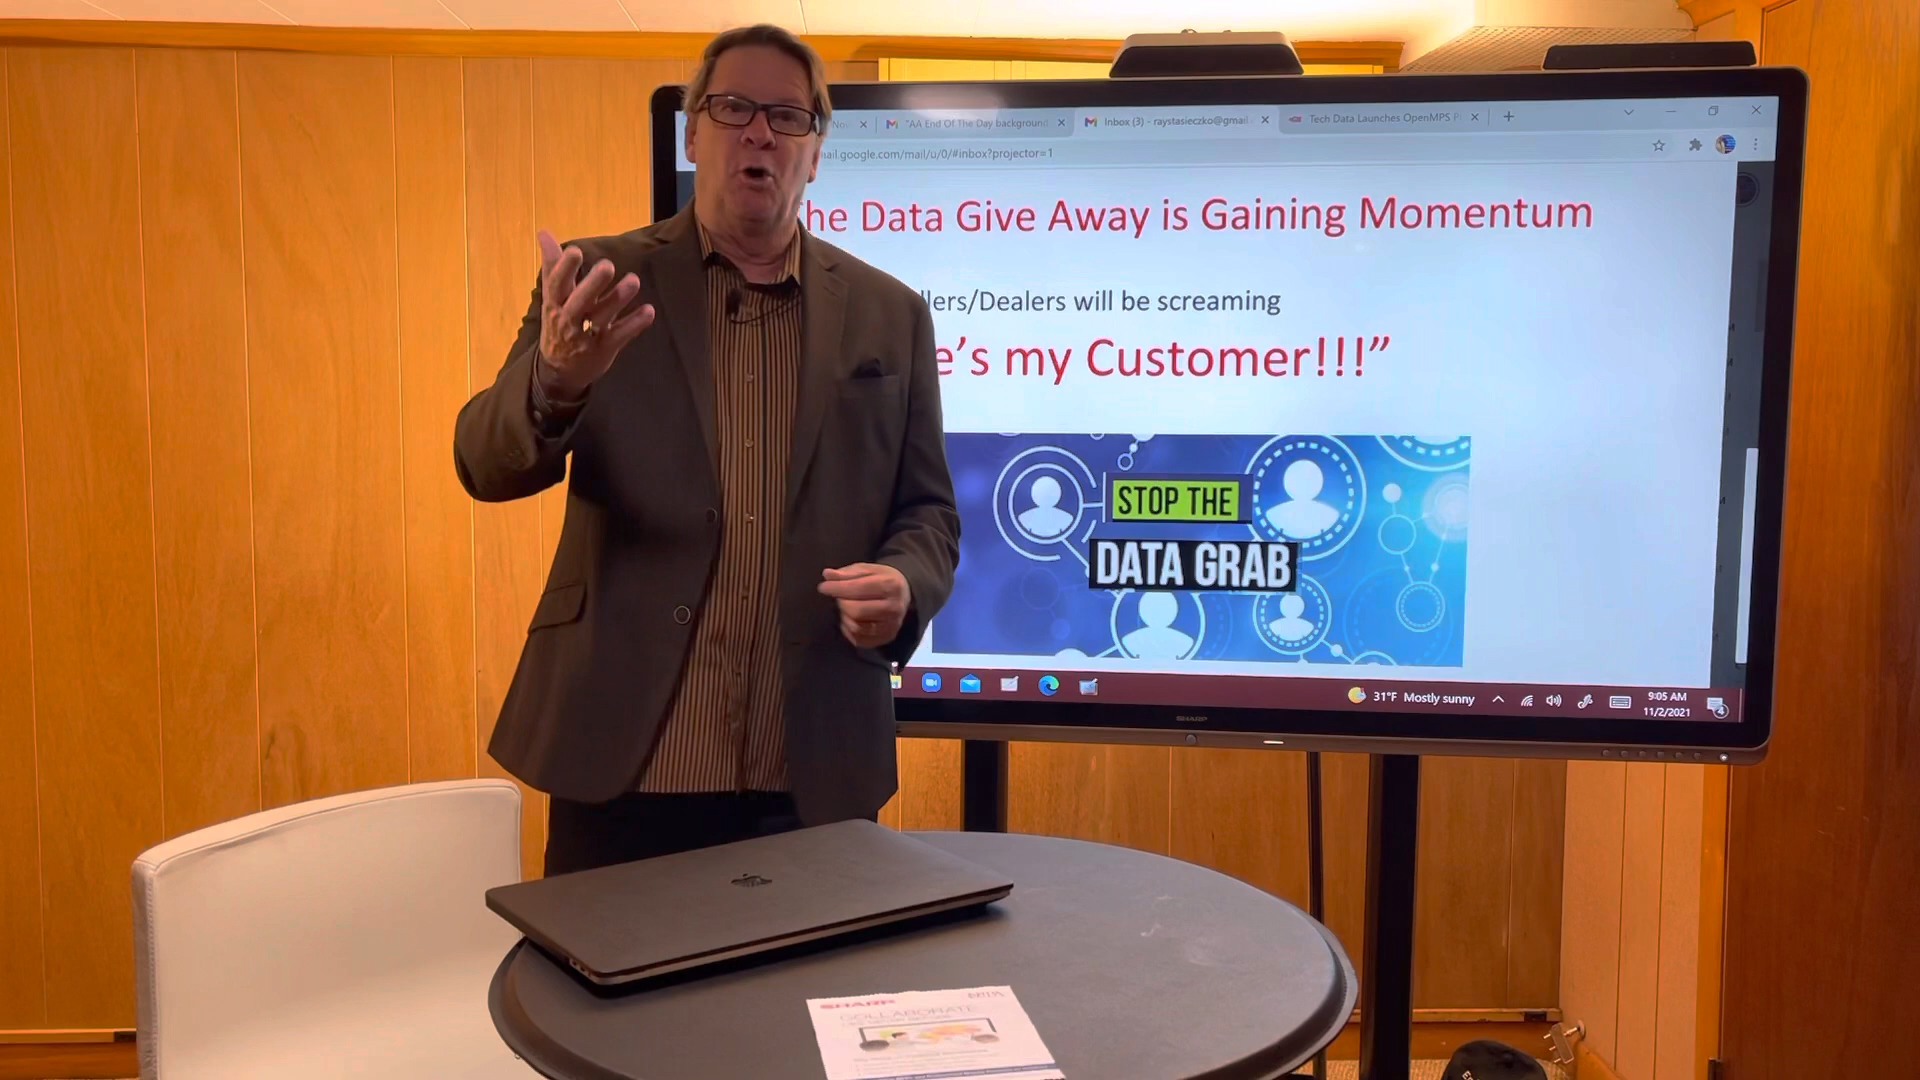 "AA End Of The Day background
Inbox (3) - raystasieczko@gmail.
Tech Data Launches OpenMPS P
mail.google.com/mail/u/0/#inbox?projector=1
he Data Give Away is Gaining Momentum
llers/Dealers will be screaming
e's my Customer!!!”
STOP THE
DATA GRAB
31°F Mostly sunny
9:05 AM
11/2/2021
SHARP
SHARP
COLLABORATE